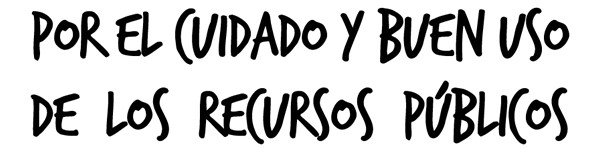 POR EL CUIDADO Y BUEN USO
DE LOS RECURSOS PÚBLICOS